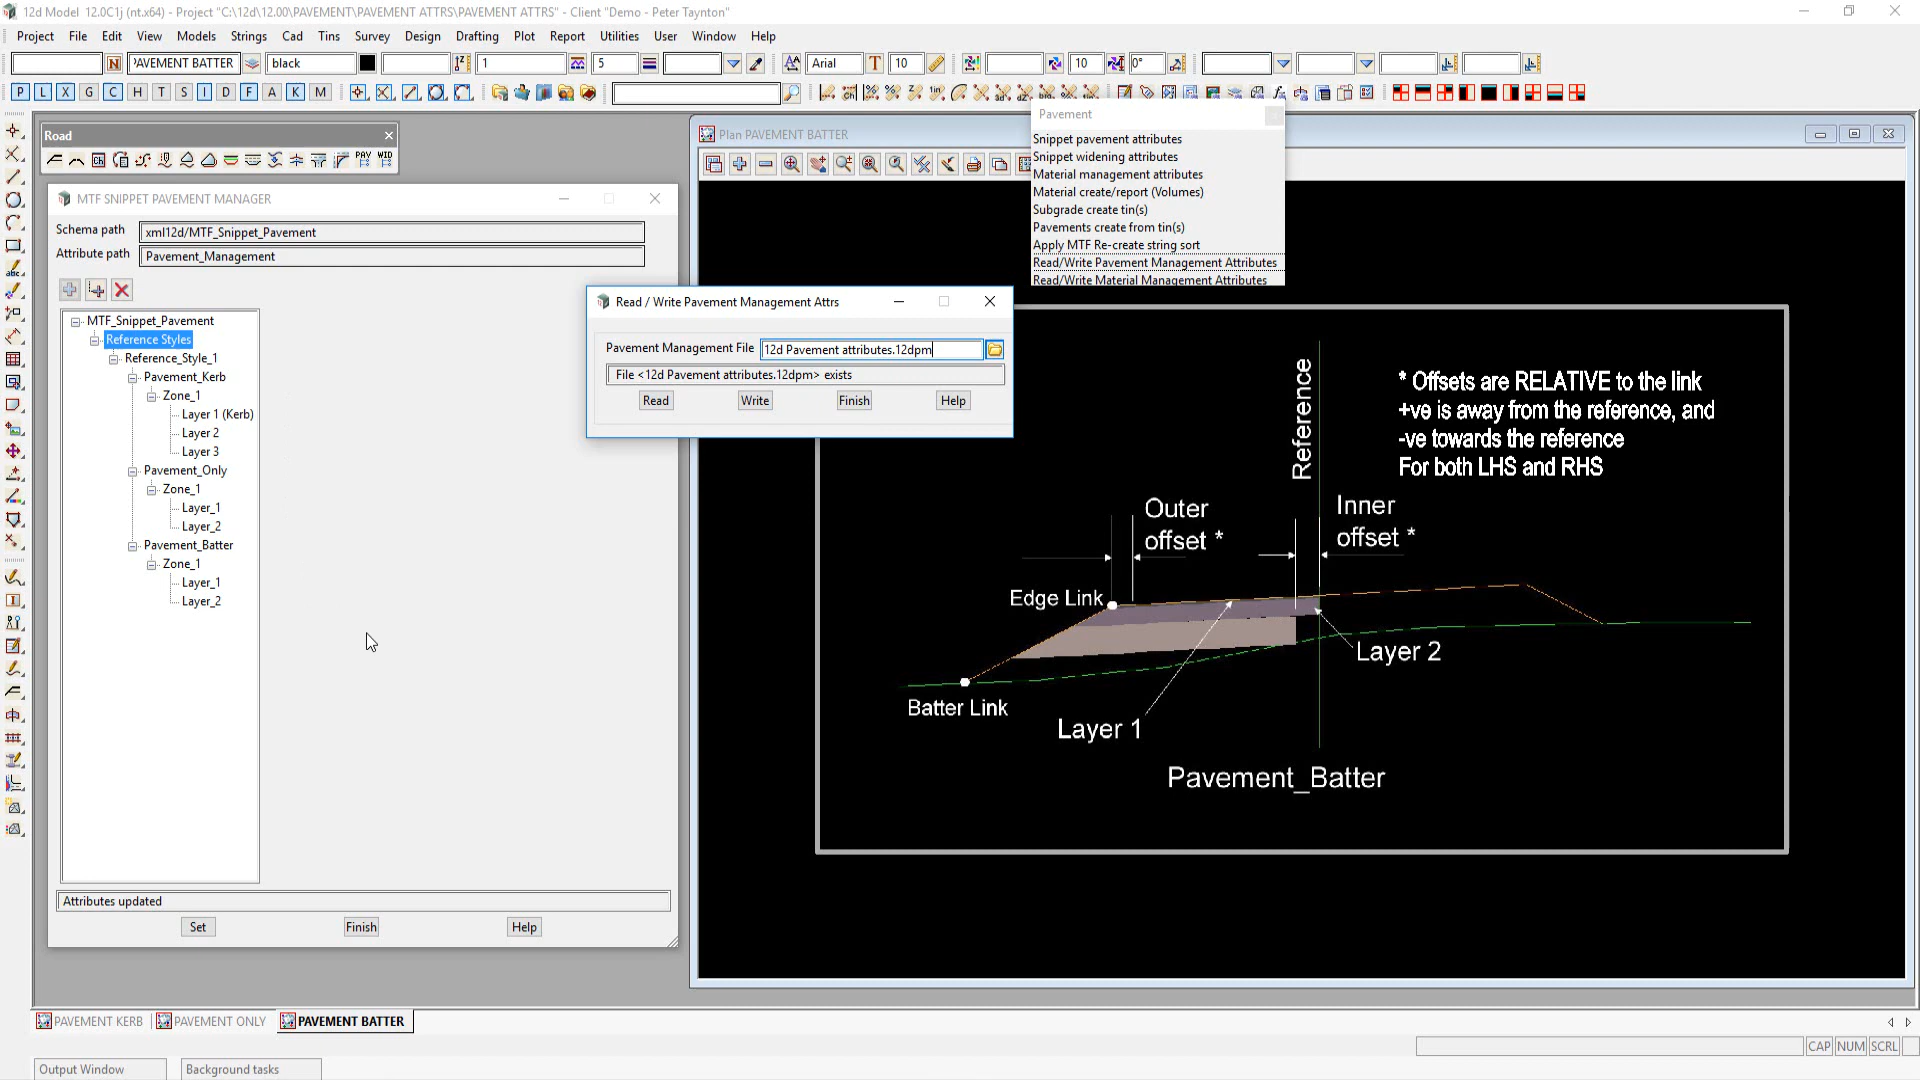 12d Model 12.0C1j (nt.x64) - Project "C:\12d\12.00\PAVEMENT\PAVEMENT ATTRS\PAVEMENT ATTRS" - Client "Demo - Peter Taynton"
Project File Edit View Models Strings Cad Tins Survey Design Drafting Plot Report Utilities User Window Help
N PAVEMENT BATTER black 1 5 Arial T 10 10 0°
P L X G C H T S I D F A K M
Road
PAV WID
MTF SNIPPET PAVEMENT MANAGER
Schema path xml12d/MTF_Snippet_Pavement
Attribute path Pavement_Management
MTF_Snippet_Pavement
Reference Styles
Reference_Style_1
Pavement_Kerb
Zone_1
Layer 1 (Kerb)
Layer 2
Layer 3
Pavement_Only
Zone_1
Layer_1
Layer_2
Pavement_Batter
Zone_1
Layer_1
Layer_2
Attributes updated
Set Finish Help
Plan PAVEMENT BATTER
Pavement
Snippet pavement attributes
Snippet widening attributes
Material management attributes
Material create/report (Volumes)
Subgrade create tin(s)
Pavements create from tin(s)
Apply MTF Re-create string sort
Read/Write Pavement Management Attributes
Read/Write Material Management Attributes
Read / Write Pavement Management Attrs
Pavement Management File 12d Pavement attributes.12dpm
File <12d Pavement attributes.12dpm> exists
Read Write Finish Help
Reference
* Offsets are RELATIVE to the link
+ve is away from the reference, and
-ve towards the reference
For both LHS and RHS
Outer
offset *
Inner
offset *
Edge Link
Layer 2
Batter Link
Layer 1
Pavement_Batter
PAVEMENT KERB PAVEMENT ONLY PAVEMENT BATTER
CAP NUM SCRL
Output Window Background tasks